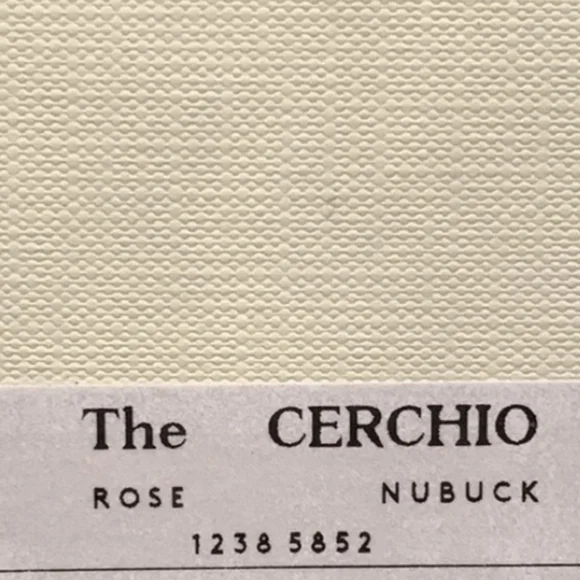 The CERCHIO
ROSE NUBUCK
1238 5852